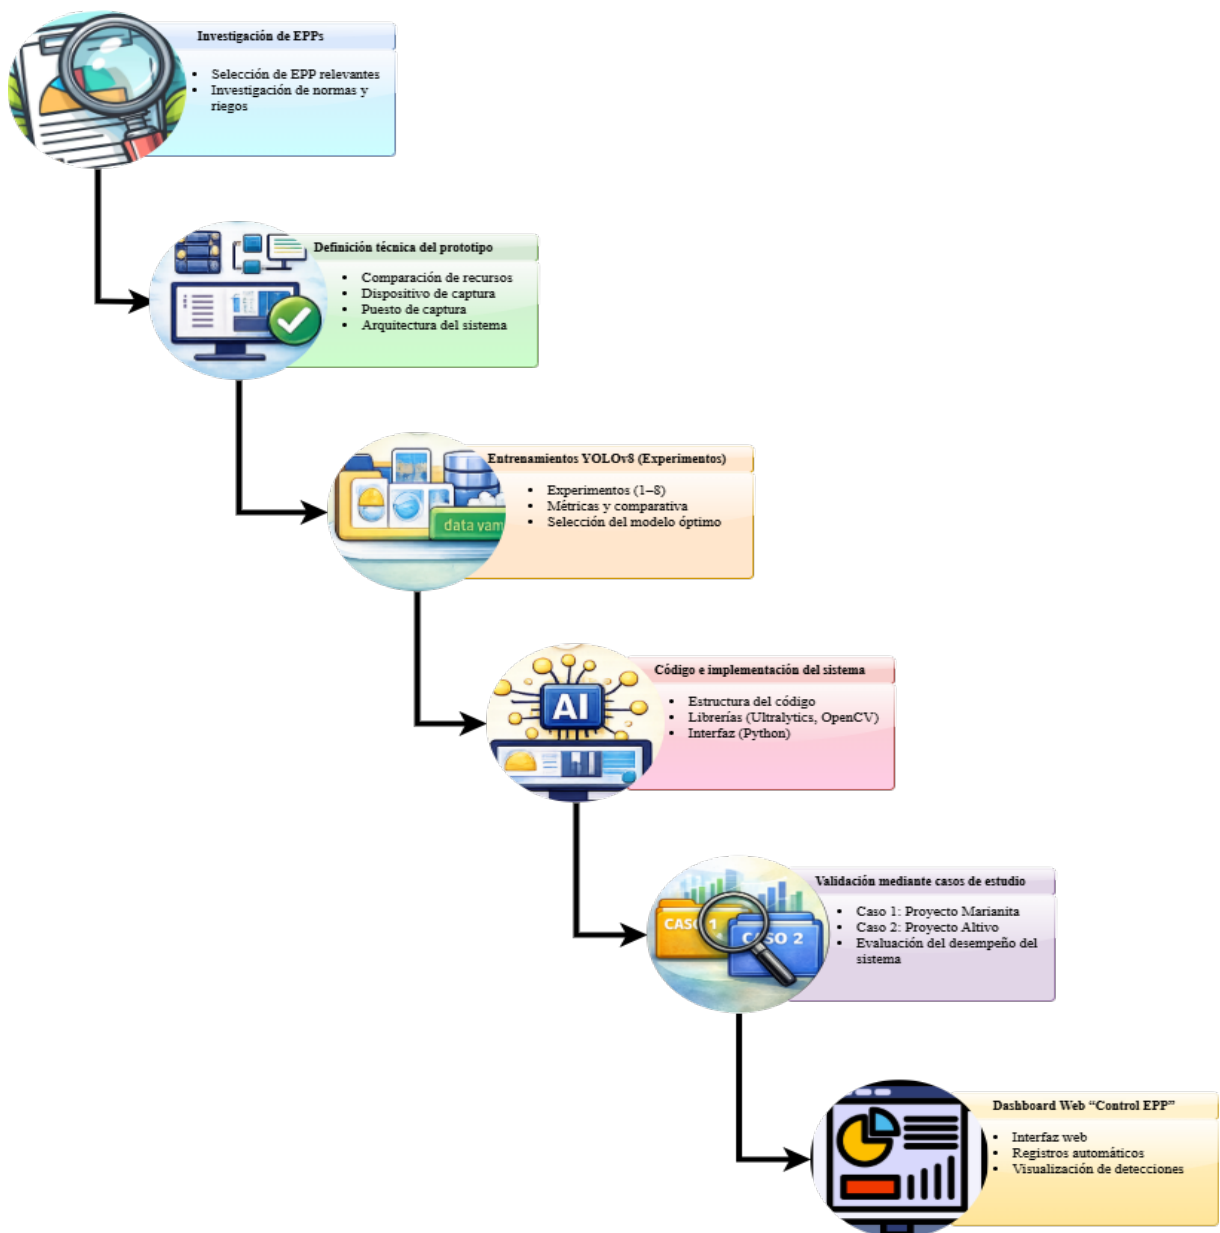 Investigación de EPPs
• Selección de EPP relevantes
• Investigación de normas y
riegos
Definición técnica del prototipo
• Comparación de recursos
• Dispositivo de captura
• Puesto de captura
• Arquitectura del sistema
Entrenamientos YOLOv8 (Experimentos)
• Experimentos (1–8)
• Métricas y comparativa
• Selección del modelo óptimo
data vam
Código e implementación del sistema
• Estructura del código
• Librerías (Ultralytics, OpenCV)
• Interfaz (Python)
AI
Validación mediante casos de estudio
• Caso 1: Proyecto Marianita
• Caso 2: Proyecto Altivo
• Evaluación del desempeño del
sistema
CASO 1
CASO 2
Dashboard Web “Control EPP”
• Interfaz web
• Registros automáticos
• Visualización de detecciones